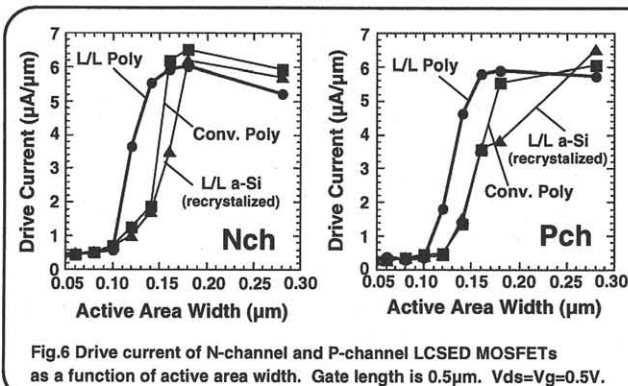 7
6
5
4
3
2
1
0
Drive Current (µA/µm)
L/L Poly
Conv. Poly
L/L a-Si
(recrystalized)
Nch
0.05 0.10 0.15 0.20 0.25 0.30
Active Area Width (µm)
7
6
5
4
3
2
1
0
Drive Current (µA/µm)
L/L Poly
L/L a-Si
(recrystalized)
Conv. Poly
Pch
0.05 0.10 0.15 0.20 0.25 0.30
Active Area Width (µm)
Fig.6 Drive current of N-channel and P-channel LCSED MOSFETs
as a function of active area width. Gate length is 0.5µm. Vds=Vg=0.5V.